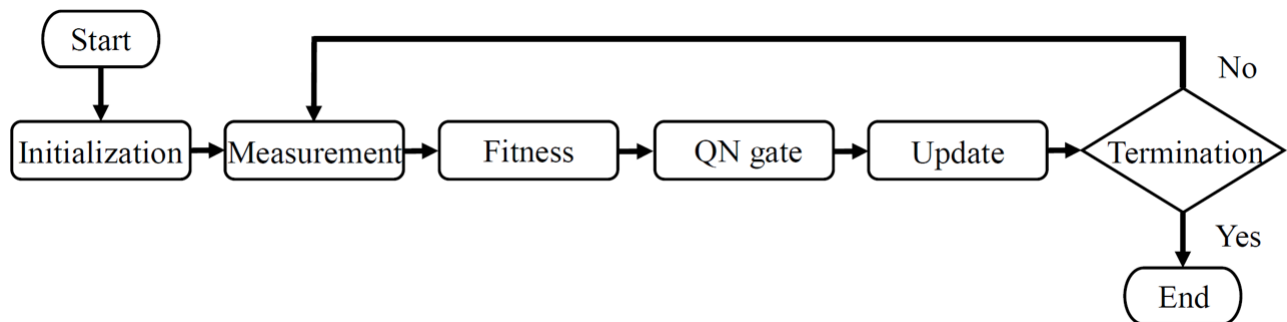 Start
No
Initialization
Measurement
Fitness
QN gate
Update
Termination
Yes
End